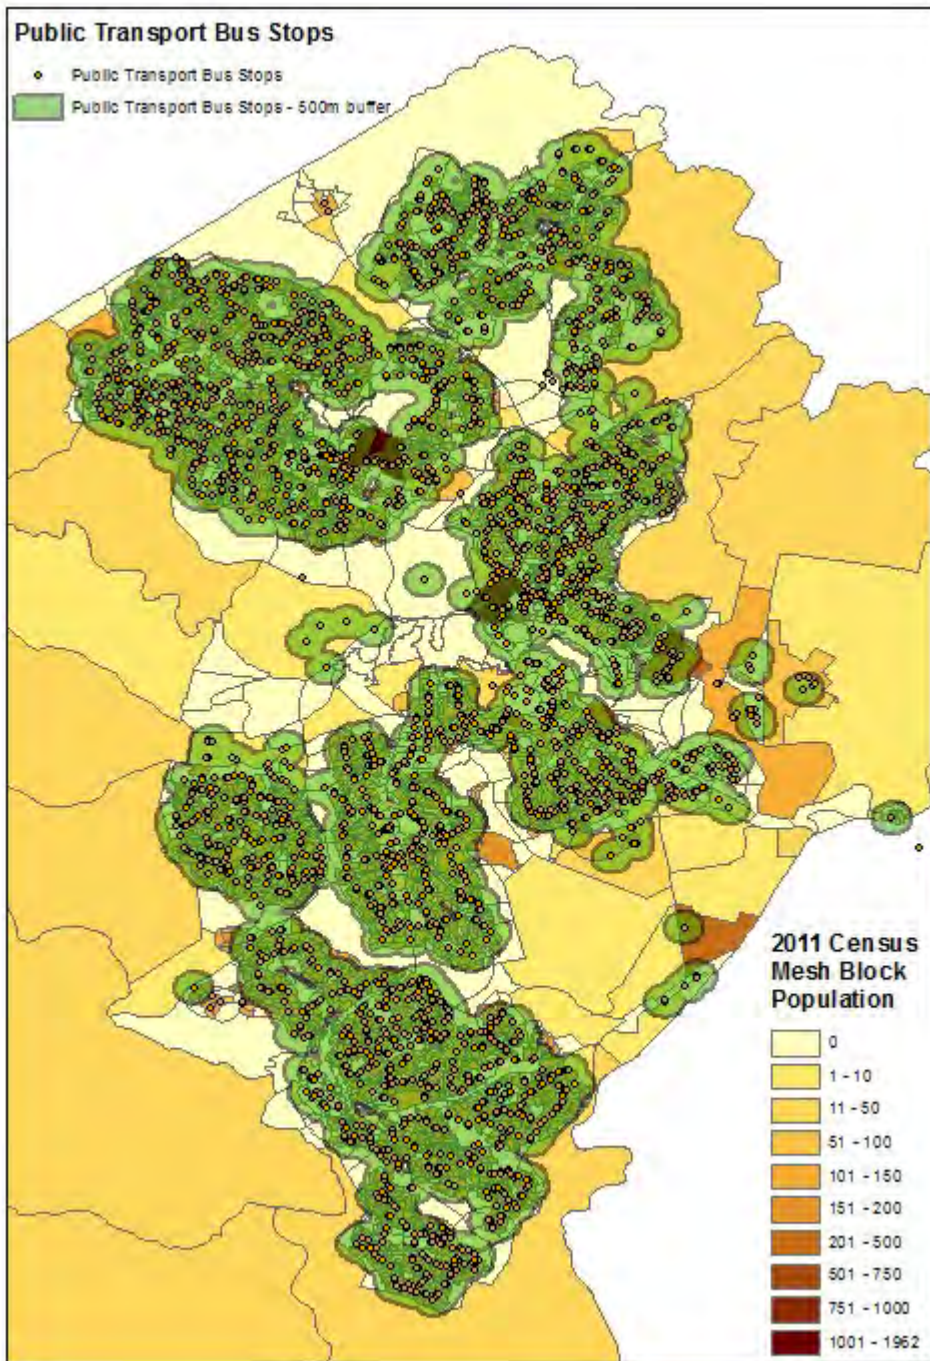 Public Transport Bus Stops
Public Transport Bus Stops
Public Transport Bus Stops - 500m buffer
2011 Census
Mesh Block
Population
0
1 - 10
11 - 50
51 - 100
101 - 150
151 - 200
201 - 500
501 - 750
751 - 1000
1001 - 1962